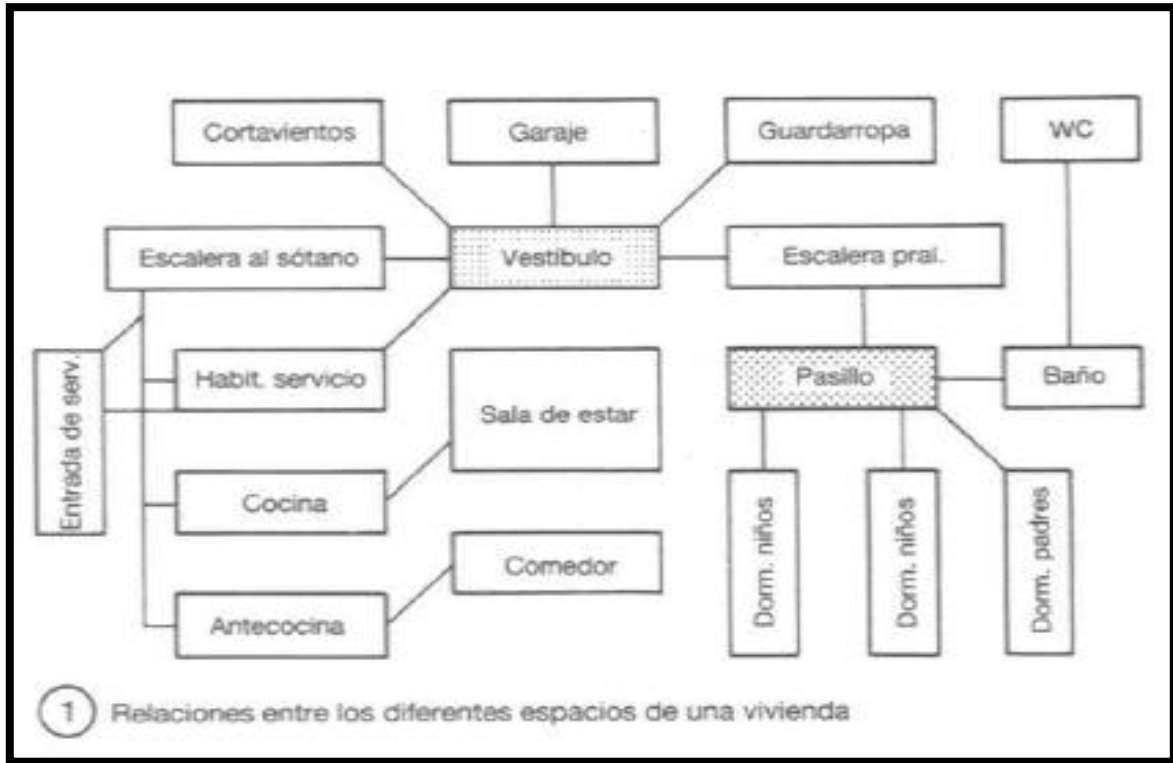 Cortavientos
Garaje
Guardarropa
WC
Escalera al sótano
Vestíbulo
Escalera pral.
Entrada de serv.
Habit. servicio
Sala de estar
Pasillo
Baño
Cocina
Comedor
Antecocina
Dorm. niños
Dorm. niños
Dorm. padres
1 Relaciones entre los diferentes espacios de una vivienda